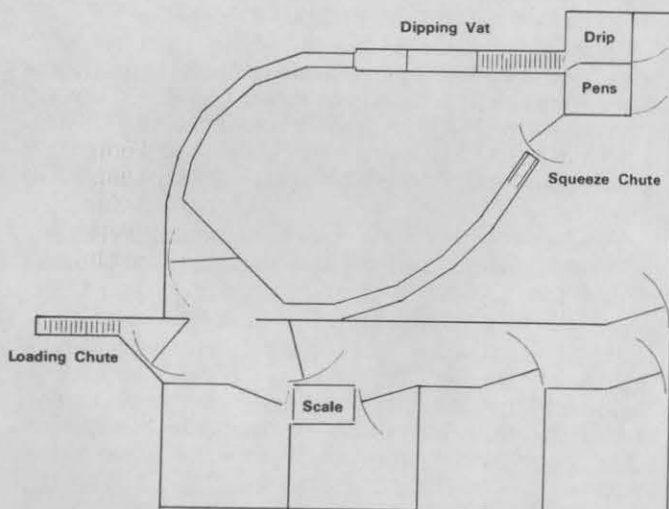 Dipping Vat
Drip
Pens
Squeeze Chute
Loading Chute
Scale